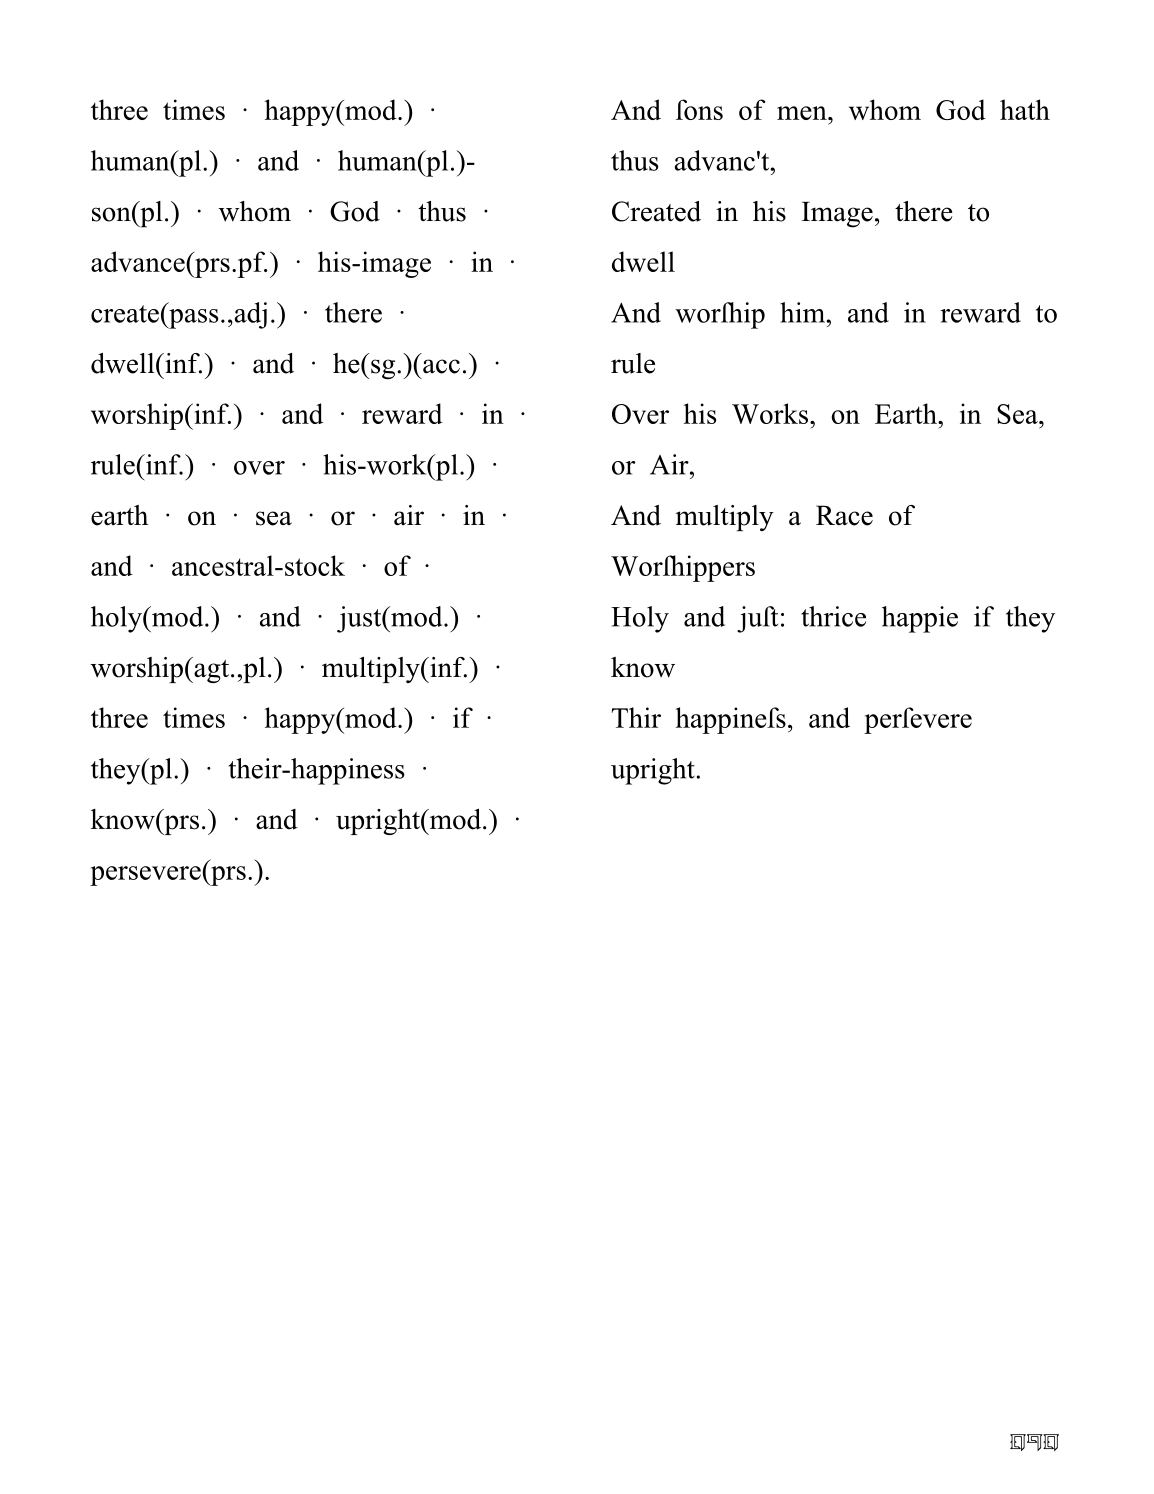 three times · happy(mod.) ·
human(pl.) · and · human(pl.)-
son(pl.) · whom · God · thus ·
advance(prs.pf.) · his-image · in ·
create(pass.,adj.) · there ·
dwell(inf.) · and · he(sg.)(acc.) ·
worship(inf.) · and · reward · in ·
rule(inf.) · over · his-work(pl.) ·
earth · on · sea · or · air · in ·
and · ancestral-stock · of ·
holy(mod.) · and · just(mod.) ·
worship(agt.,pl.) · multiply(inf.) ·
three times · happy(mod.) · if ·
they(pl.) · their-happiness ·
know(prs.) · and · upright(mod.) ·
persevere(prs.).
And ſons of men, whom God hath
thus advanc't,
Created in his Image, there to
dwell
And worſhip him, and in reward to
rule
Over his Works, on Earth, in Sea,
or Air,
And multiply a Race of
Worſhippers
Holy and juſt: thrice happie if they
know
Thir happineſs, and perſevere
upright.